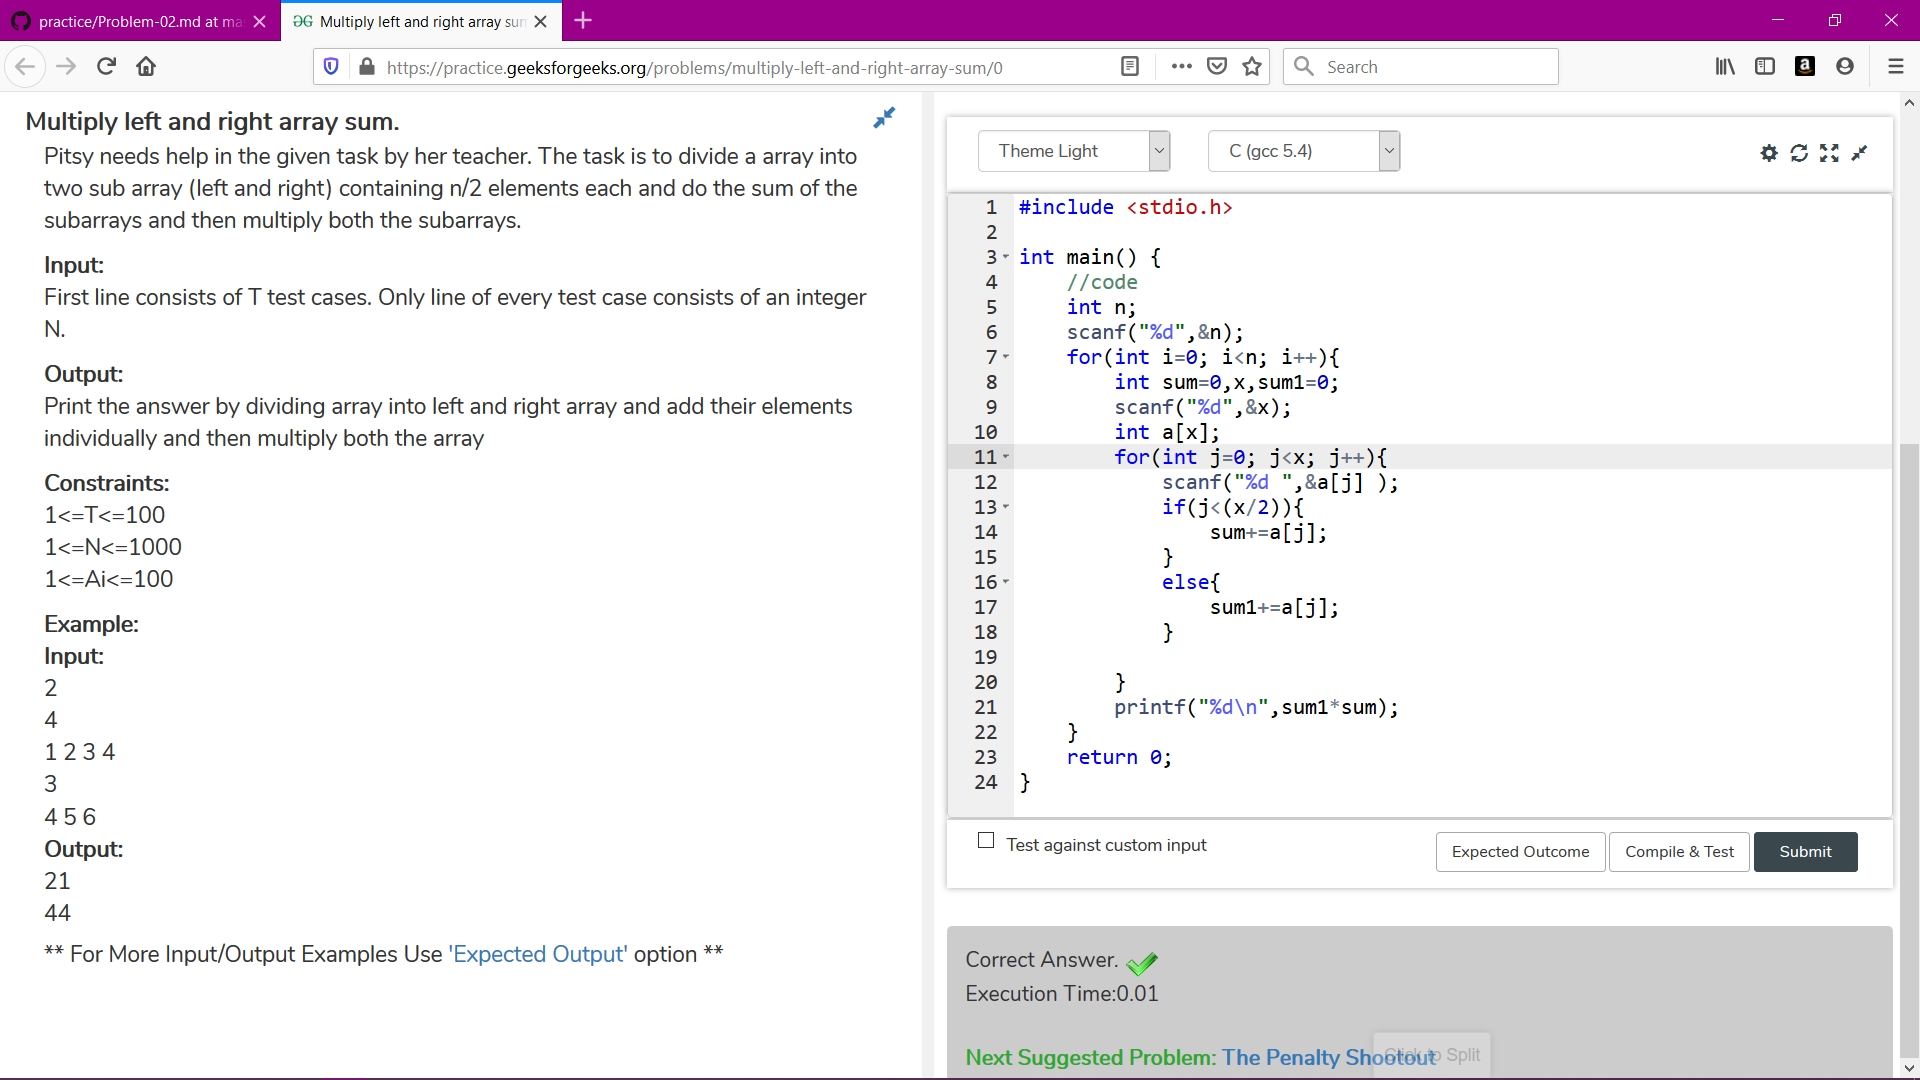 practice/Problem-02.md at ma
Multiply left and right array sum
https://practice.geeksforgeeks.org/problems/multiply-left-and-right-array-sum/0
Search
Multiply left and right array sum.
Pitsy needs help in the given task by her teacher. The task is to divide a array into
two sub array (left and right) containing n/2 elements each and do the sum of the
subarrays and then multiply both the subarrays.
Input:
First line consists of T test cases. Only line of every test case consists of an integer
N.
Output:
Print the answer by dividing array into left and right array and add their elements
individually and then multiply both the array
Constraints:
1<=T<=100
1<=N<=1000
1<=Ai<=100
Example:
Input:
2
4
1 2 3 4
3
4 5 6
Output:
21
44
** For More Input/Output Examples Use 'Expected Output' option **
Theme Light
C (gcc 5.4)
1 #include <stdio.h>
2
3 int main() {
4     //code
5     int n;
6     scanf("%d",&n);
7     for(int i=0; i<n; i++){
8         int sum=0,x,sum1=0;
9         scanf("%d",&x);
10         int a[x];
11         for(int j=0; j<x; j++){
12             scanf("%d ",&a[j] );
13             if(j<(x/2)){
14                 sum+=a[j];
15             }
16             else{
17                 sum1+=a[j];
18             }
19
20         }
21         printf("%d\n",sum1*sum);
22     }
23     return 0;
24 }
Test against custom input
Expected Outcome
Compile & Test
Submit
Correct Answer.
Execution Time:0.01
Next Suggested Problem: The Penalty Shootout
Click to Split